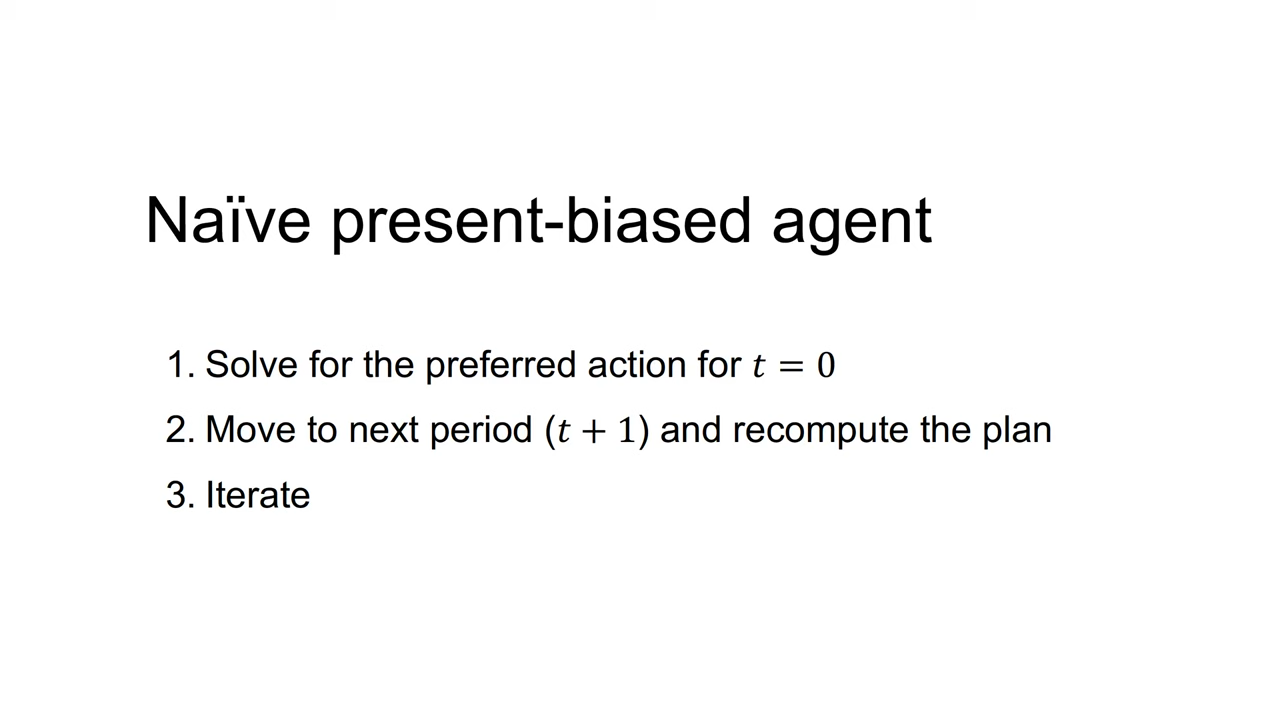 Naïve present-biased agent
1. Solve for the preferred action for 𝑡 = 0
2. Move to next period (𝑡 + 1) and recompute the plan
3. Iterate